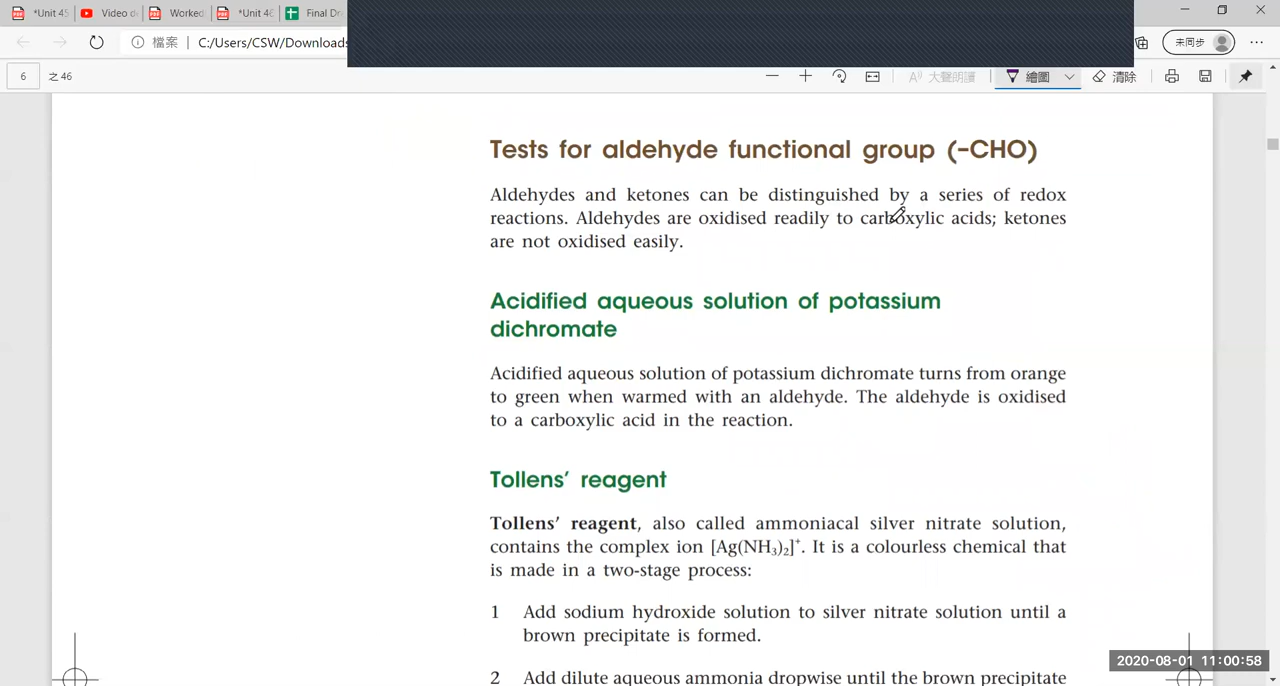 *Unit 45
Video d
Worked
*Unit 46
Final Dr
檔案
C:/Users/CSW/Downloads
未同步
6
之 46
大聲朗讀
繪圖
清除
Tests for aldehyde functional group (–CHO)
Aldehydes and ketones can be distinguished by a series of redox
reactions. Aldehydes are oxidised readily to carboxylic acids; ketones
are not oxidised easily.
Acidified aqueous solution of potassium
dichromate
Acidified aqueous solution of potassium dichromate turns from orange
to green when warmed with an aldehyde. The aldehyde is oxidised
to a carboxylic acid in the reaction.
Tollens’ reagent
Tollens’ reagent, also called ammoniacal silver nitrate solution,
contains the complex ion [Ag(NH₃)₂]⁺. It is a colourless chemical that
is made in a two-stage process:
1 Add sodium hydroxide solution to silver nitrate solution until a
brown precipitate is formed.
2 Add dilute aqueous ammonia dropwise until the brown precipitate
2020-08-01 11:00:58